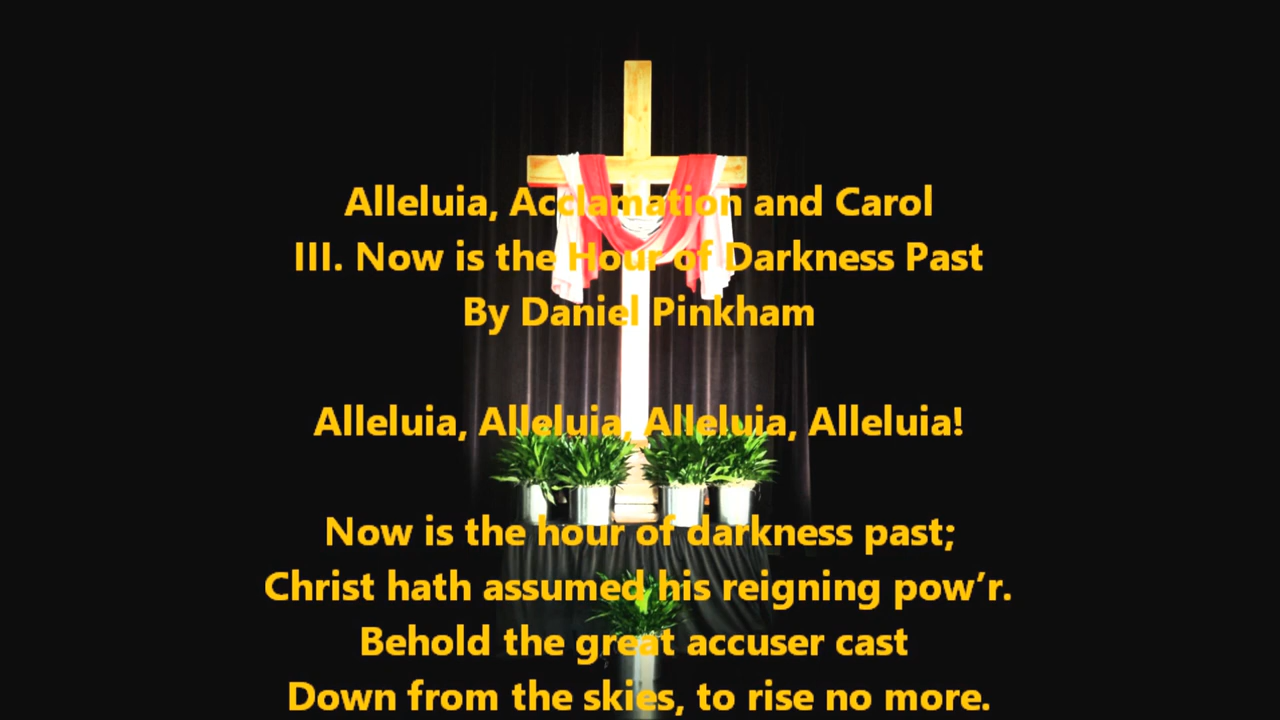 Alleluia, Acclamation and Carol
III. Now is the Hour of Darkness Past
By Daniel Pinkham
Alleluia, Alleluia, Alleluia, Alleluia!
Now is the hour of darkness past;
Christ hath assumed his reigning pow’r.
Behold the great accuser cast
Down from the skies, to rise no more.